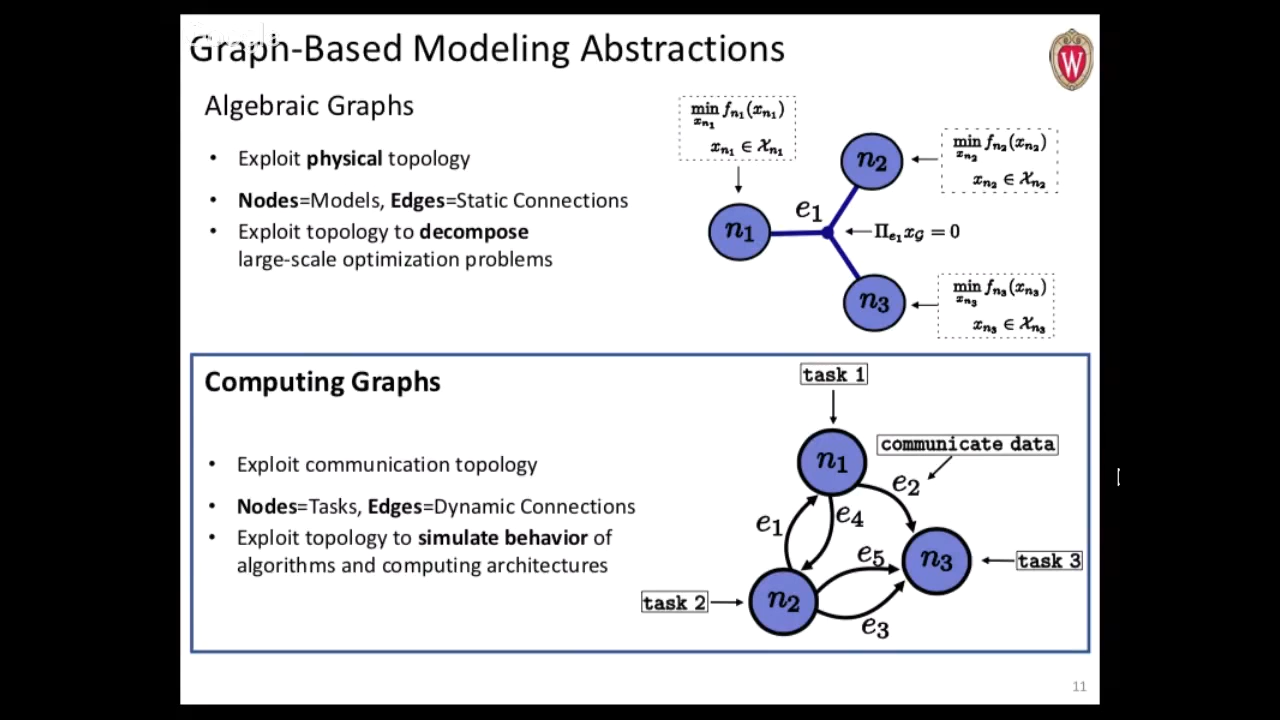 Google
Graph-Based Modeling Abstractions
W
Algebraic Graphs
• Exploit physical topology
• Nodes=Models, Edges=Static Connections
• Exploit topology to decompose
large-scale optimization problems
min f_{n_1}(x_{n_1})
x_{n_1}
x_{n_1} ∈ 𝒳_{n_1}
n_1
e_1
n_2
min f_{n_2}(x_{n_2})
x_{n_2}
x_{n_2} ∈ 𝒳_{n_2}
Π_{e_1} x_𝒢 = 0
n_3
min f_{n_3}(x_{n_3})
x_{n_3}
x_{n_3} ∈ 𝒳_{n_3}
Computing Graphs
• Exploit communication topology
• Nodes=Tasks, Edges=Dynamic Connections
• Exploit topology to simulate behavior of
algorithms and computing architectures
task 1
n_1
communicate data
e_2
e_1
e_4
e_5
n_3
task 3
task 2
n_2
e_3
11